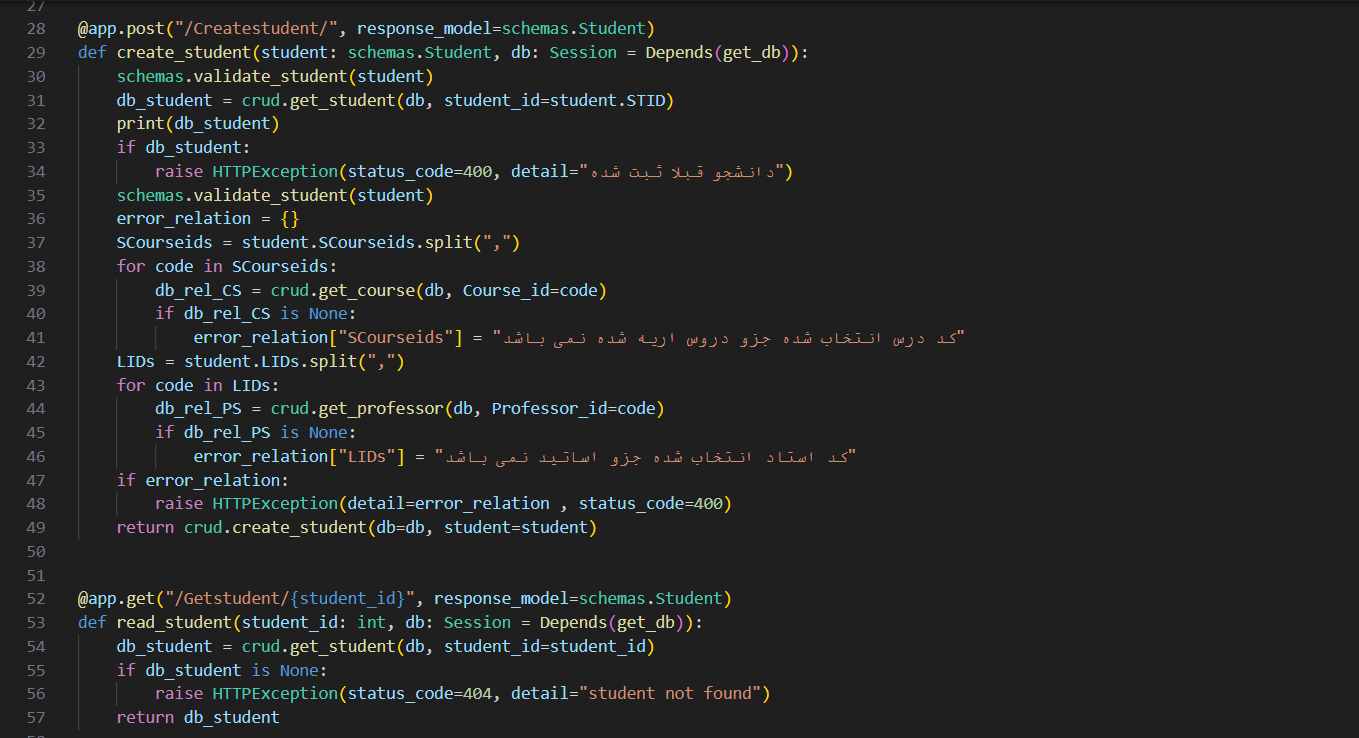 27
28 @app.post("/Createstudent/", response_model=schemas.Student)
29 def create_student(student: schemas.Student, db: Session = Depends(get_db)):
30     schemas.validate_student(student)
31     db_student = crud.get_student(db, student_id=student.STID)
32     print(db_student)
33     if db_student:
34         raise HTTPException(status_code=400, detail="دانشجو قبلا ثبت شده")
35     schemas.validate_student(student)
36     error_relation = {}
37     SCourseids = student.SCourseids.split(",")
38     for code in SCourseids:
39         db_rel_CS = crud.get_course(db, Course_id=code)
40         if db_rel_CS is None:
41             error_relation["SCourseids"] = "کد درس انتخاب شده جزو دروس اریه شده نمی باشد"
42     LIDs = student.LIDs.split(",")
43     for code in LIDs:
44         db_rel_PS = crud.get_professor(db, Professor_id=code)
45         if db_rel_PS is None:
46             error_relation["LIDs"] = "کد استاد انتخاب شده جزو اساتید نمی باشد"
47     if error_relation:
48         raise HTTPException(detail=error_relation , status_code=400)
49     return crud.create_student(db=db, student=student)
50
51
52 @app.get("/Getstudent/{student_id}", response_model=schemas.Student)
53 def read_student(student_id: int, db: Session = Depends(get_db)):
54     db_student = crud.get_student(db, student_id=student_id)
55     if db_student is None:
56         raise HTTPException(status_code=404, detail="student not found")
57     return db_student